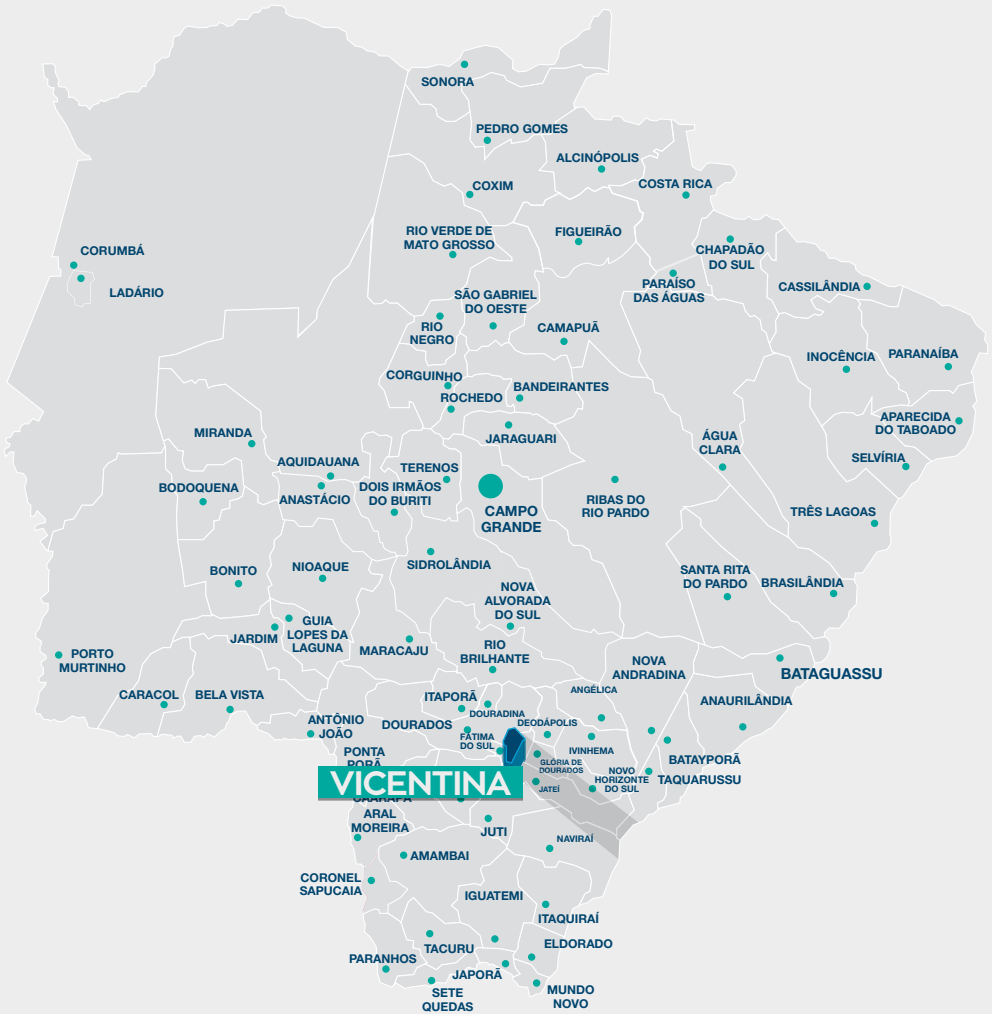 SONORA
PEDRO GOMES
ALCINÓPOLIS
COSTA RICA
COXIM
RIO VERDE DE
MATO GROSSO
FIGUEIRÃO
CHAPADÃO
DO SUL
CORUMBÁ
LADÁRIO
PARAÍSO
DAS ÁGUAS
CASSILÂNDIA
SÃO GABRIEL
DO OESTE
RIO
NEGRO
CAMAPUÃ
INOCÊNCIA
PARANAÍBA
CORGUINHO
ROCHEDO
BANDEIRANTES
APARECIDA
DO TABOADO
MIRANDA
JARAGUARI
ÁGUA
CLARA
SELVÍRIA
AQUIDAUANA
ANASTÁCIO
TERENOS
DOIS IRMÃOS
DO BURITI
BODOQUENA
CAMPO
GRANDE
RIBAS DO
RIO PARDO
TRÊS LAGOAS
SIDROLÂNDIA
BONITO
NIOAQUE
SANTA RITA
DO PARDO
BRASILÂNDIA
NOVA
ALVORADA
DO SUL
GUIA
LOPES DA
LAGUNA
JARDIM
MARACAJU
RIO
BRILHANTE
PORTO
MURTINHO
NOVA
ANDRADINA
BATAGUASSU
CARACOL
BELA VISTA
ITAPORÃ
ANGÉLICA
ANAURILÂNDIA
DOURADINA
DEODÁPOLIS
ANTÔNIO
JOÃO
DOURADOS
FÁTIMA
DO SUL
IVINHEMA
BATAYPORÃ
TAQUARUSSU
PONTA
PORÃ
GLÓRIA DE
DOURADOS
NOVO
HORIZONTE
DO SUL
VICENTINA
JATEÍ
CAARAPÓ
ARAL
MOREIRA
JUTI
NAVIRAÍ
AMAMBAI
CORONEL
SAPUCAIA
IGUATEMI
ITAQUIRAÍ
TACURU
ELDORADO
PARANHOS
JAPORÃ
SETE
QUEDAS
MUNDO
NOVO